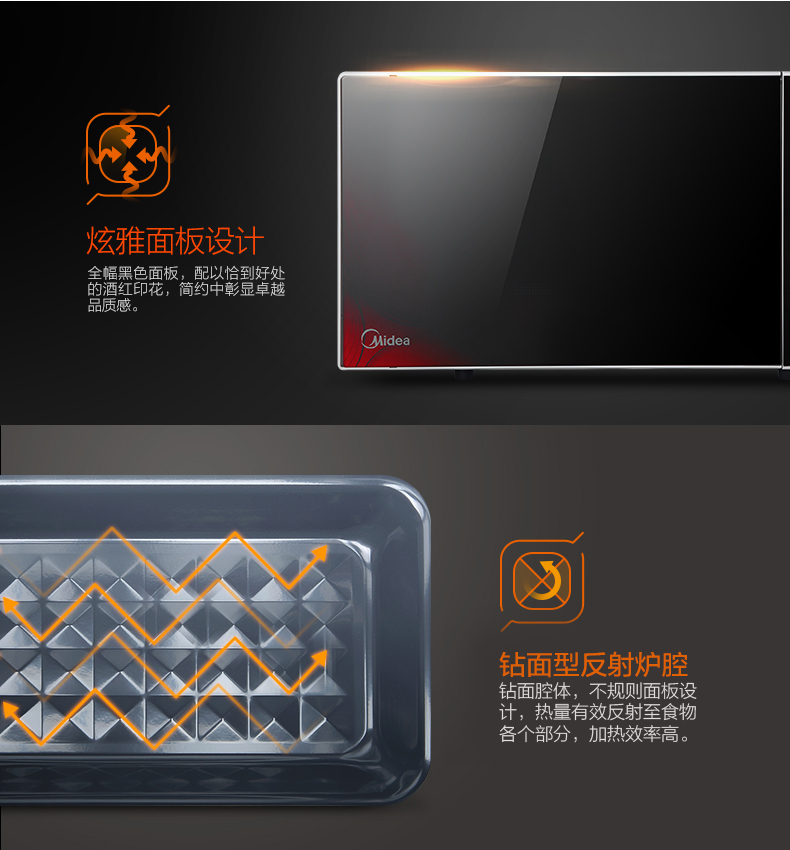 炫雅面板设计
全幅黑色面板，配以恰到好处
的酒红印花，简约中彰显卓越
品质感。
Midea
钻面型反射炉腔
钻面腔体，不规则面板设
计，热量有效反射至食物
各个部分，加热效率高。